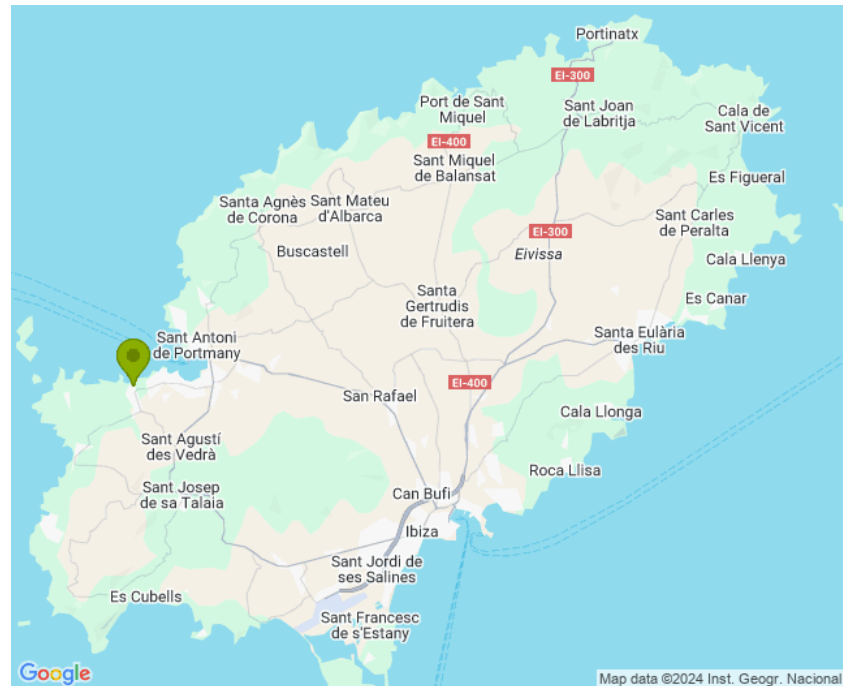 Portinatx
EI-300
Port de Sant
Miquel
Sant Joan
de Labritja
Cala de
Sant Vicent
EI-400
Sant Miquel
de Balansat
Es Figueral
Santa Agnès
de Corona
Sant Mateu
d'Albarca
Sant Carles
de Peralta
EI-300
Buscastell
Eivissa
Cala Llenya
Santa
Gertrudis
de Fruitera
Es Canar
Sant Antoni
de Portmany
Santa Eulària
des Riu
EI-400
San Rafael
Cala Llonga
Sant Agustí
des Vedrà
Roca Llisa
Sant Josep
de sa Talaia
Can Bufi
Ibiza
Sant Jordi de
ses Salines
Es Cubells
Sant Francesc
de s'Estany
Google
Map data ©2024 Inst. Geogr. Nacional